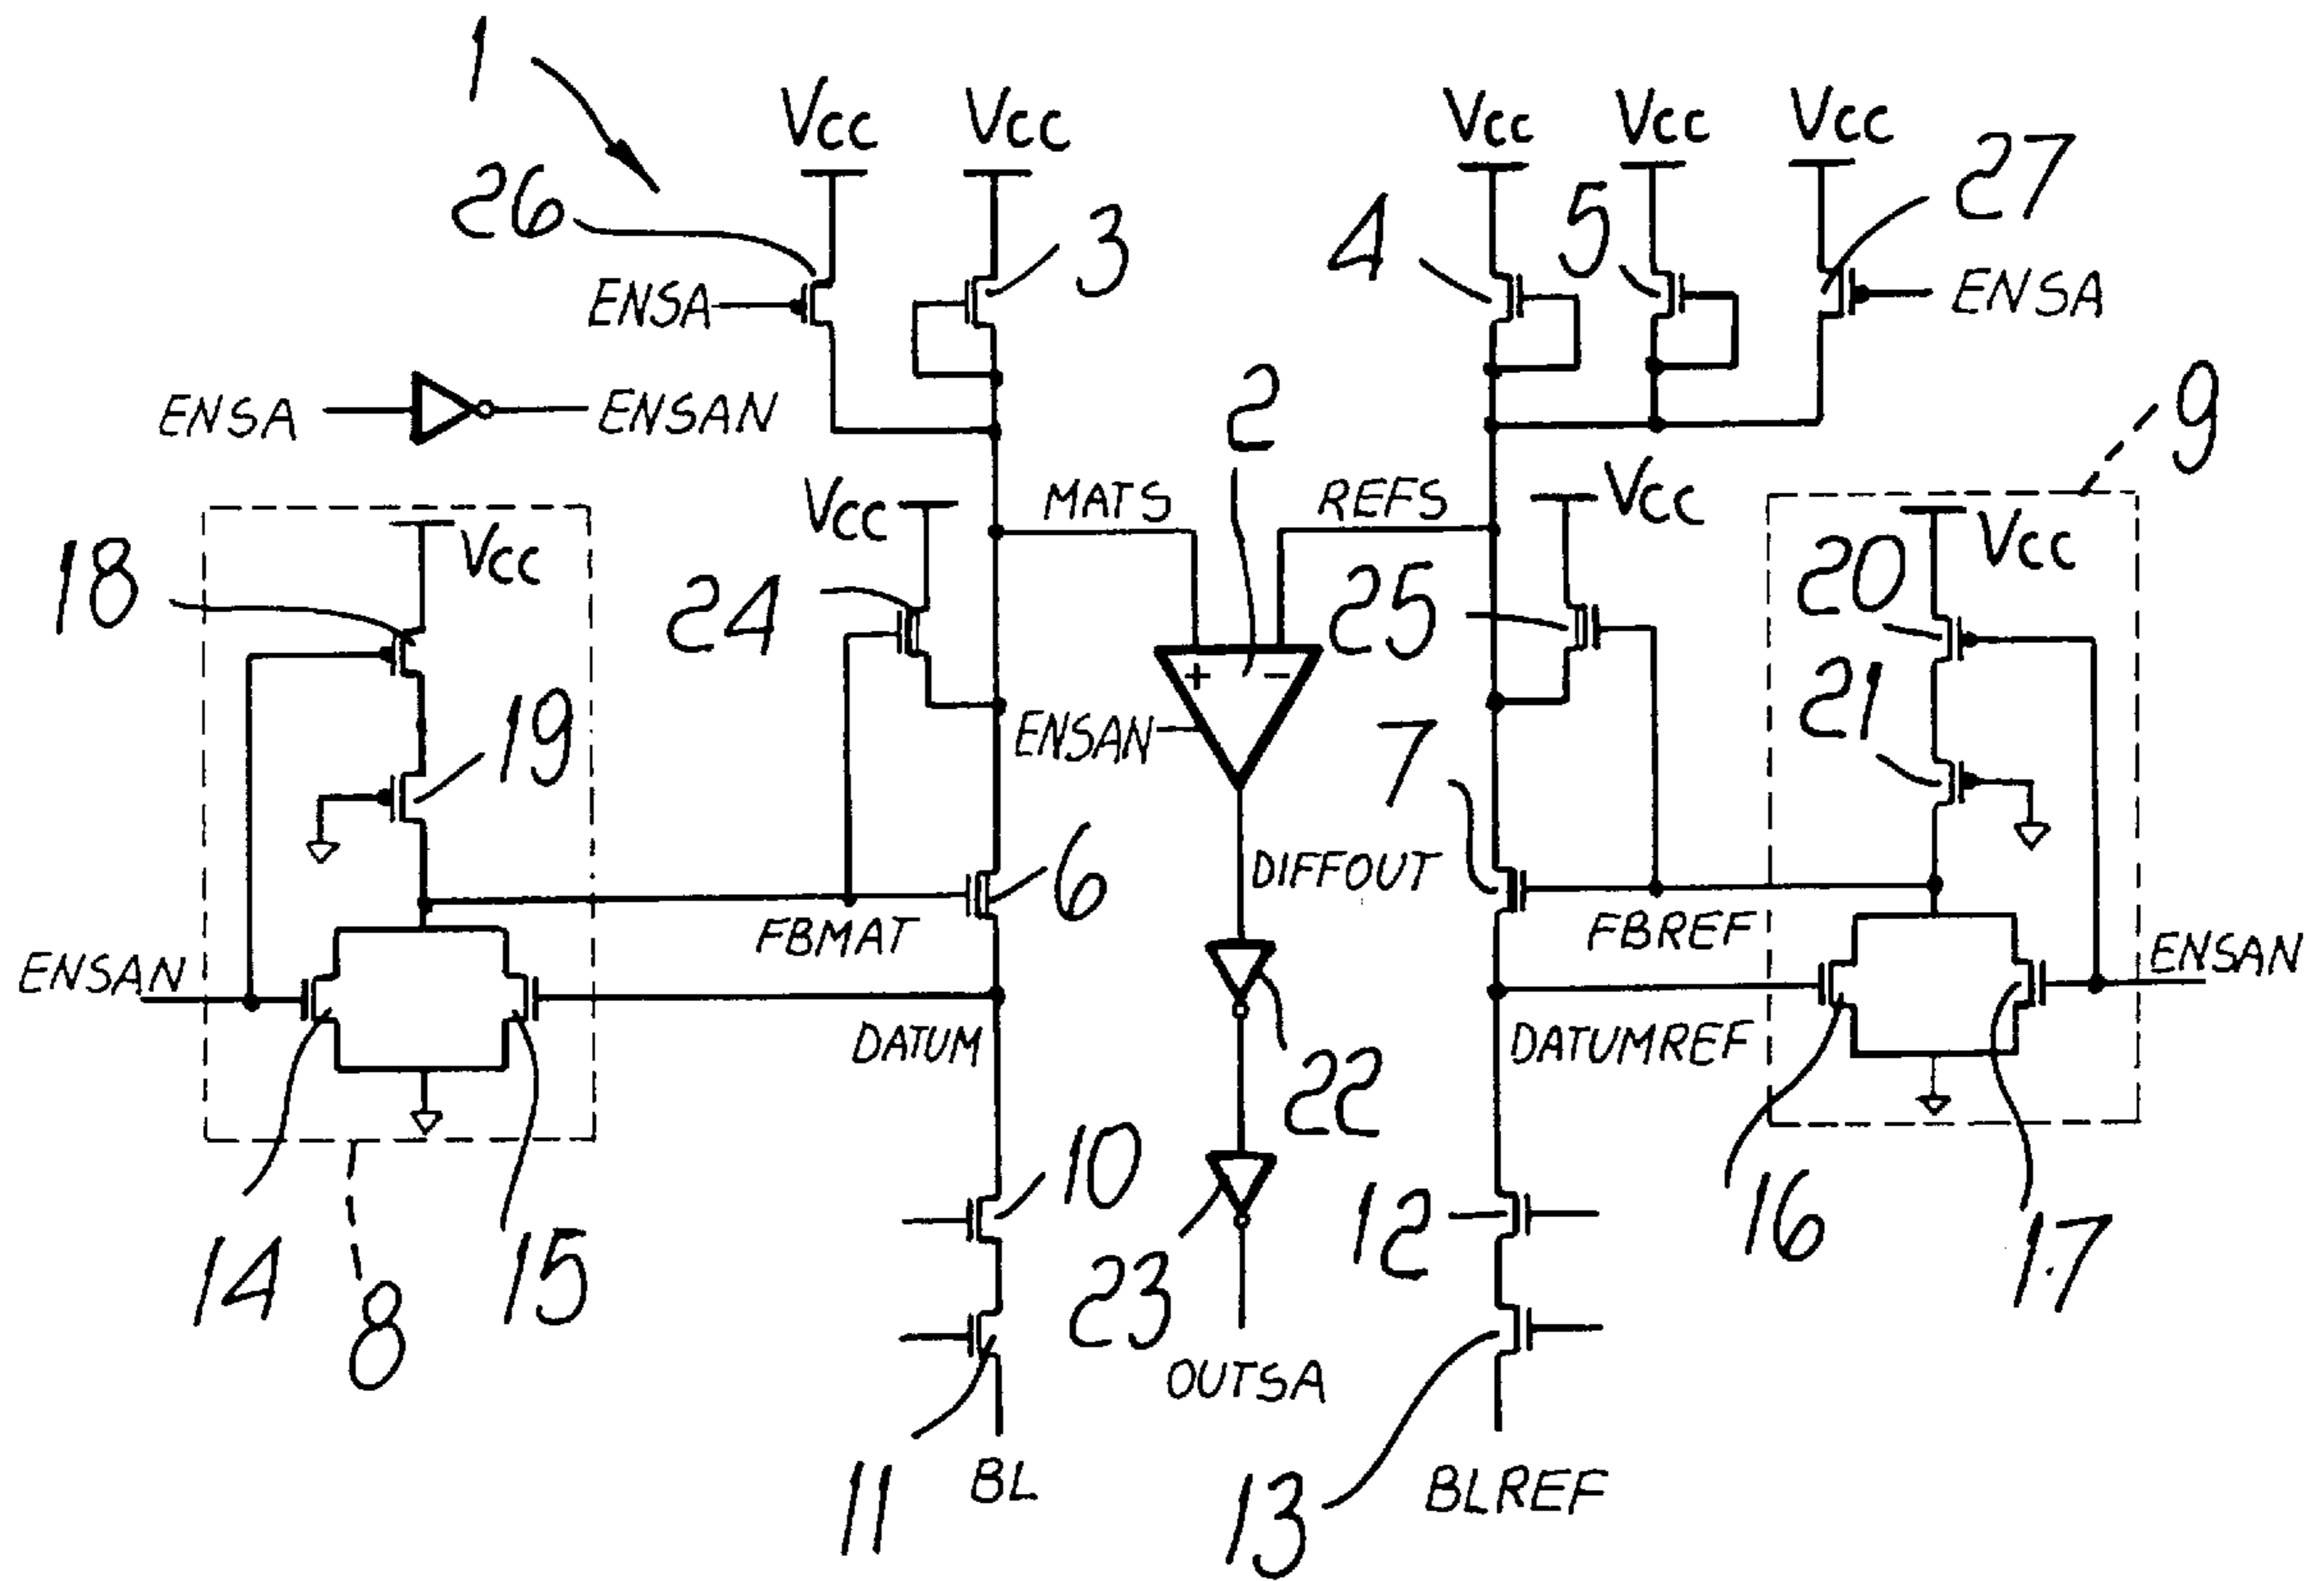 1
Vcc
Vcc
Vcc
Vcc
Vcc
26
3
4
5
27
ENSA
ENSA
ENSA
ENSAN
2
9
MATS
REFS
Vcc
Vcc
Vcc
Vcc
18
24
25
20
19
+
−
21
ENSAN
7
6
DIFFOUT
FBMAT
FBREF
ENSAN
ENSAN
DATUM
DATUMREF
22
10
12
16
17
14
15
23
8
OUTSA
11
BL
13
BLREF